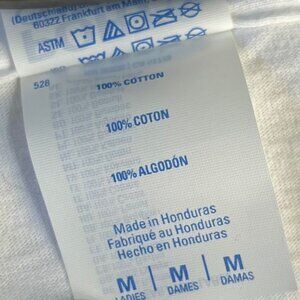 (Deutschland)
60322 Frankfurt am Main,
ASTM
528
100% COTTON
100% COTON
100% ALGODÓN
Made in Honduras
Fabriqué au Honduras
Hecho en Honduras
M | M | M
LADIES DAMES DAMAS